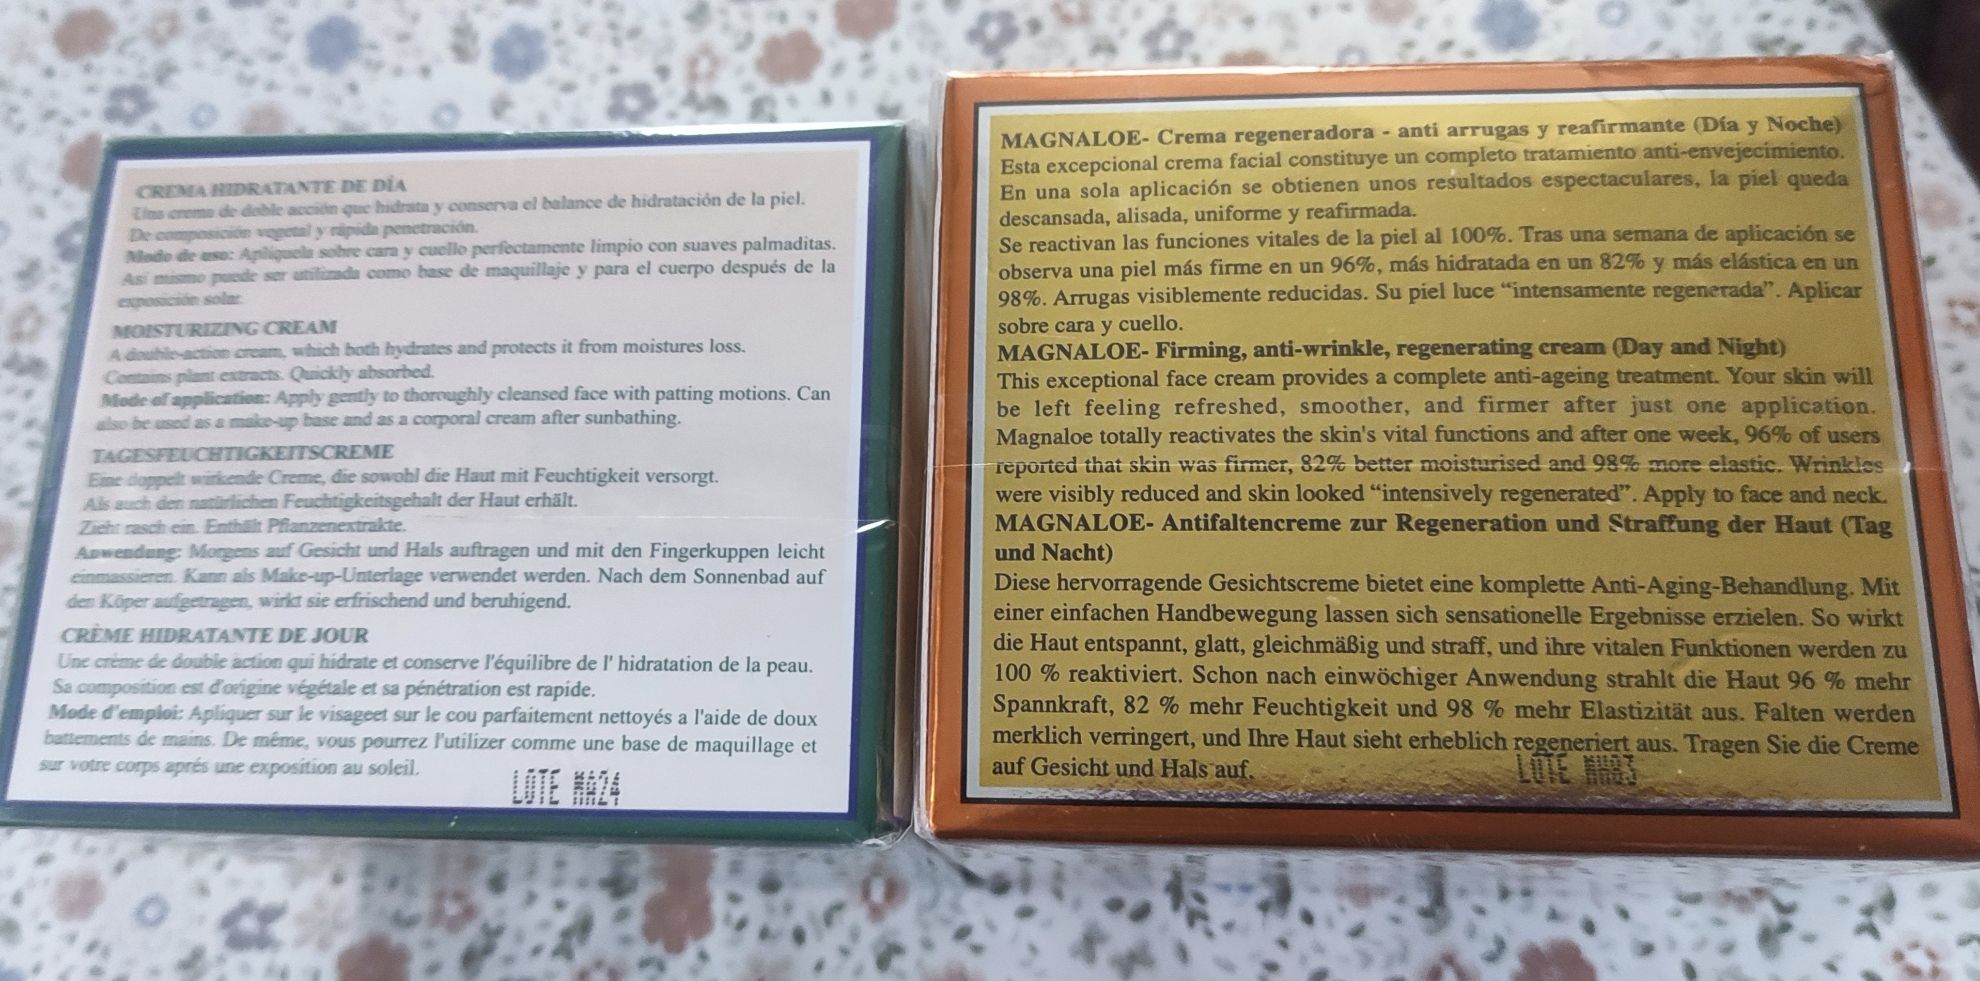 CREMA HIDRATANTE DE DÍA
Una crema de doble acción que hidrata y conserva el balance de hidratación de la piel.
De composición vegetal y rápida penetración.
Modo de uso: Aplíquela sobre cara y cuello perfectamente limpio con suaves palmaditas.
Así mismo puede ser utilizada como base de maquillaje y para el cuerpo después de la
exposición solar.
MOISTURIZING CREAM
A double-action cream, which both hydrates and protects it from moistures loss.
Contains plant extracts. Quickly absorbed.
Mode of application: Apply gently to thoroughly cleansed face with patting motions. Can
also be used as a make-up base and as a corporal cream after sunbathing.
TAGESFEUCHTIGKEITSCREME
Eine doppelt wirkende Creme, die sowohl die Haut mit Feuchtigkeit versorgt.
Als auch den natürlichen Feuchtigkeitsgehalt der Haut erhält.
Zieht rasch ein. Enthält Pflanzenextrakte.
Anwendung: Morgens auf Gesicht und Hals auftragen und mit den Fingerkuppen leicht
einmassieren. Kann als Make-up-Unterlage verwendet werden. Nach dem Sonnenbad auf
den Köper aufgetragen, wirkt sie erfrischend und beruhigend.
CRÈME HIDRATANTE DE JOUR
Une crème de double action qui hidrate et conserve l'équilibre de l' hidratation de la peau.
Sa composition est d'origine végétale et sa pénétration est rapide.
Mode d'emploi: Apliquer sur le visageet sur le cou parfaitement nettoyés a l'aide de doux
battements de mains. De même, vous pourrez l'utilizer comme une base de maquillage et
sur votre corps aprés une exposition au soleil.
LOTE
MAGNALOE- Crema regeneradora - anti arrugas y reafirmante (Día y Noche)
Esta excepcional crema facial constituye un completo tratamiento anti-envejecimiento.
En una sola aplicación se obtienen unos resultados espectaculares, la piel queda
descansada, alisada, uniforme y reafirmada.
Se reactivan las funciones vitales de la piel al 100%. Tras una semana de aplicación se
observa una piel más firme en un 96%, más hidratada en un 82% y más elástica en un
98%. Arrugas visiblemente reducidas. Su piel luce “intensamente regenerada”. Aplicar
sobre cara y cuello.
MAGNALOE- Firming, anti-wrinkle, regenerating cream (Day and Night)
This exceptional face cream provides a complete anti-ageing treatment. Your skin will
be left feeling refreshed, smoother, and firmer after just one application.
Magnaloe totally reactivates the skin's vital functions and after one week, 96% of users
reported that skin was firmer, 82% better moisturised and 98% more elastic. Wrinkles
were visibly reduced and skin looked “intensively regenerated”. Apply to face and neck.
MAGNALOE- Antifaltencreme zur Regeneration und Straffung der Haut (Tag
und Nacht)
Diese hervorragende Gesichtscreme bietet eine komplette Anti-Aging-Behandlung. Mit
einer einfachen Handbewegung lassen sich sensationelle Ergebnisse erzielen. So wirkt
die Haut entspannt, glatt, gleichmäßig und straff, und ihre vitalen Funktionen werden zu
100 % reaktiviert. Schon nach einwöchiger Anwendung strahlt die Haut 96 % mehr
Spannkraft, 82 % mehr Feuchtigkeit und 98 % mehr Elastizität aus. Falten werden
merklich verringert, und Ihre Haut sieht erheblich regeneriert aus. Tragen Sie die Creme
auf Gesicht und Hals auf.
LOTE